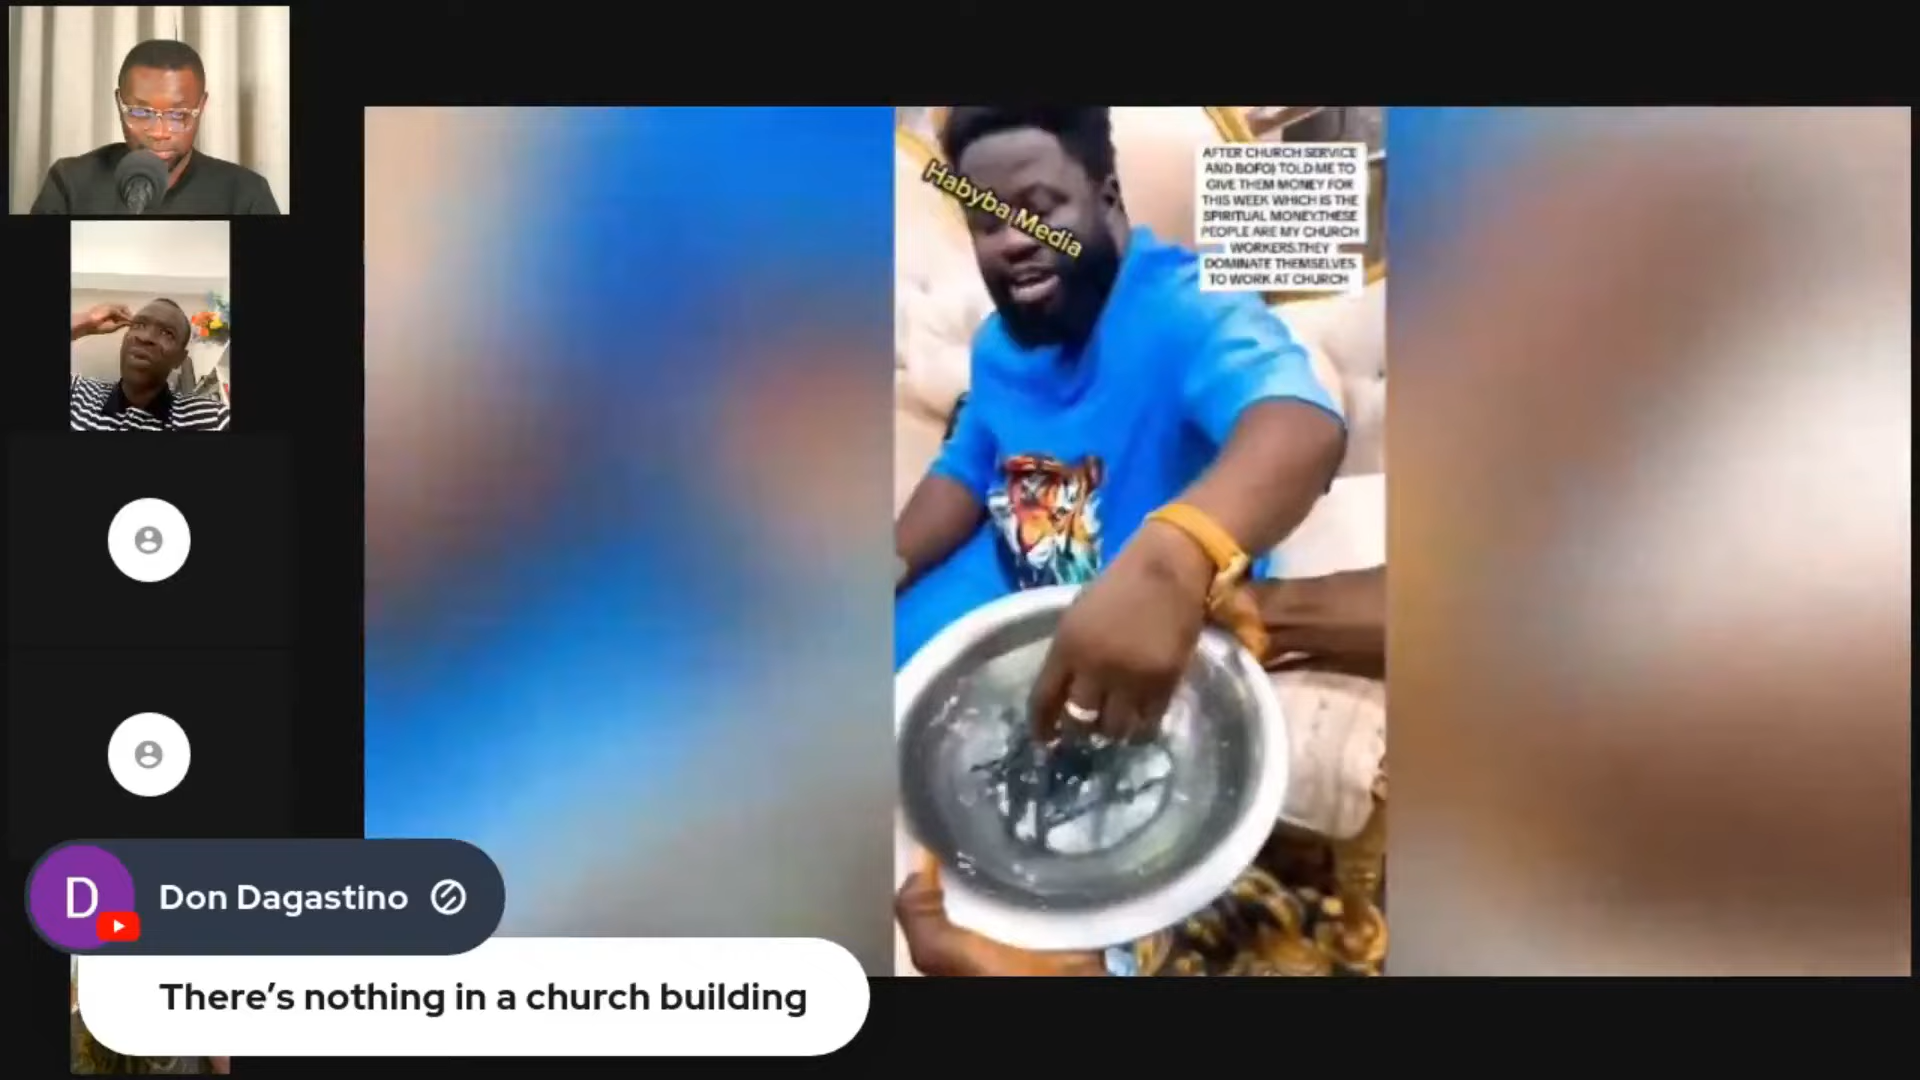 Habyba Media
AFTER CHURCH SERVICE
AND BOFO) TOLD ME TO
GIVE THEM MONEY FOR
THIS WEEK WHICH IS THE
SPIRITUAL MONEY.THESE
PEOPLE ARE MY CHURCH
WORKERS.THEY
DOMINATE THEMSELVES
TO WORK AT CHURCH
D
Don Dagastino
There's nothing in a church building